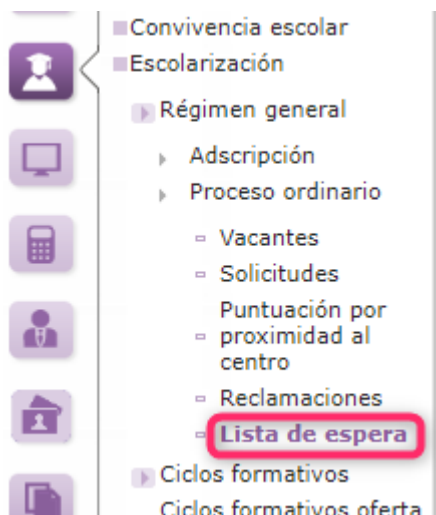 Convivencia escolar
Escolarización
Régimen general
Adscripción
Proceso ordinario
Vacantes
Solicitudes
Puntuación por
proximidad al
centro
Reclamaciones
Lista de espera
Ciclos formativos
Ciclos formativos oferta